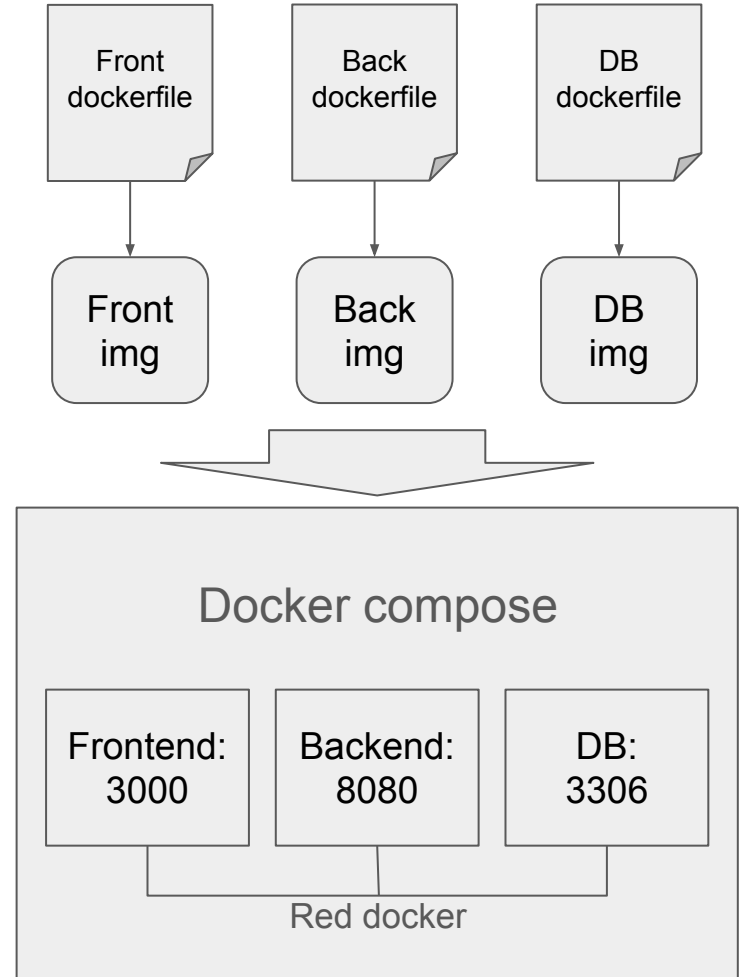 Front
dockerfile
Back
dockerfile
DB
dockerfile
Front
img
Back
img
DB
img
Docker compose
Frontend:
3000
Backend:
8080
DB:
3306
Red docker